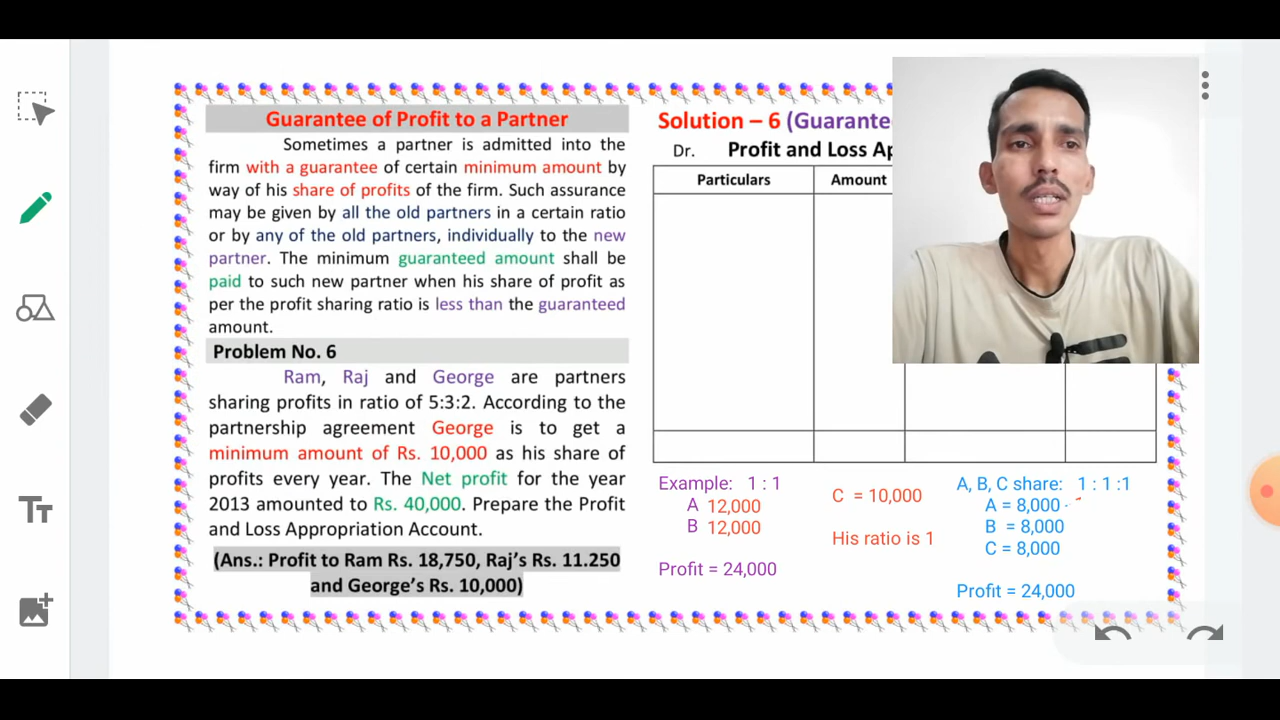 Guarantee of Profit to a Partner
Sometimes a partner is admitted into the
firm with a guarantee of certain minimum amount by
way of his share of profits of the firm. Such assurance
may be given by all the old partners in a certain ratio
or by any of the old partners, individually to the new
partner. The minimum guaranteed amount shall be
paid to such new partner when his share of profit as
per the profit sharing ratio is less than the guaranteed
amount.
Problem No. 6
Ram, Raj and George are partners
sharing profits in ratio of 5:3:2. According to the
partnership agreement George is to get a
minimum amount of Rs. 10,000 as his share of
profits every year. The Net profit for the year
2013 amounted to Rs. 40,000. Prepare the Profit
and Loss Appropriation Account.
(Ans.: Profit to Ram Rs. 18,750, Raj's Rs. 11.250
and George's Rs. 10,000)
Solution – 6 (Guarante
Dr. Profit and Loss Ap
Particulars Amount
Example: 1 : 1
A 12,000
B 12,000
Profit = 24,000
C = 10,000
His ratio is 1
A, B, C share: 1 : 1 :1
A = 8,000
B = 8,000
C = 8,000
Profit = 24,000
Tt